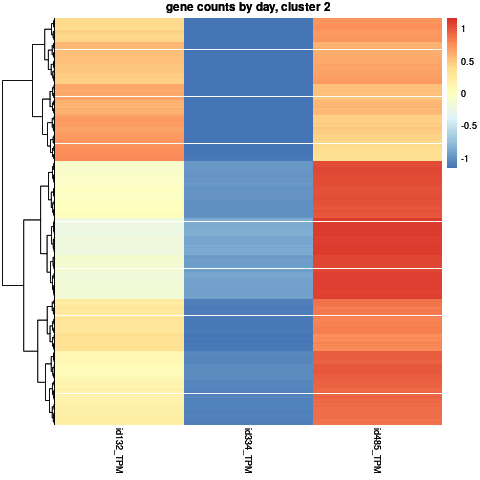 gene counts by day, cluster 2
1
0.5
0
-0.5
-1
id132_TPM
id334_TPM
id485_TPM